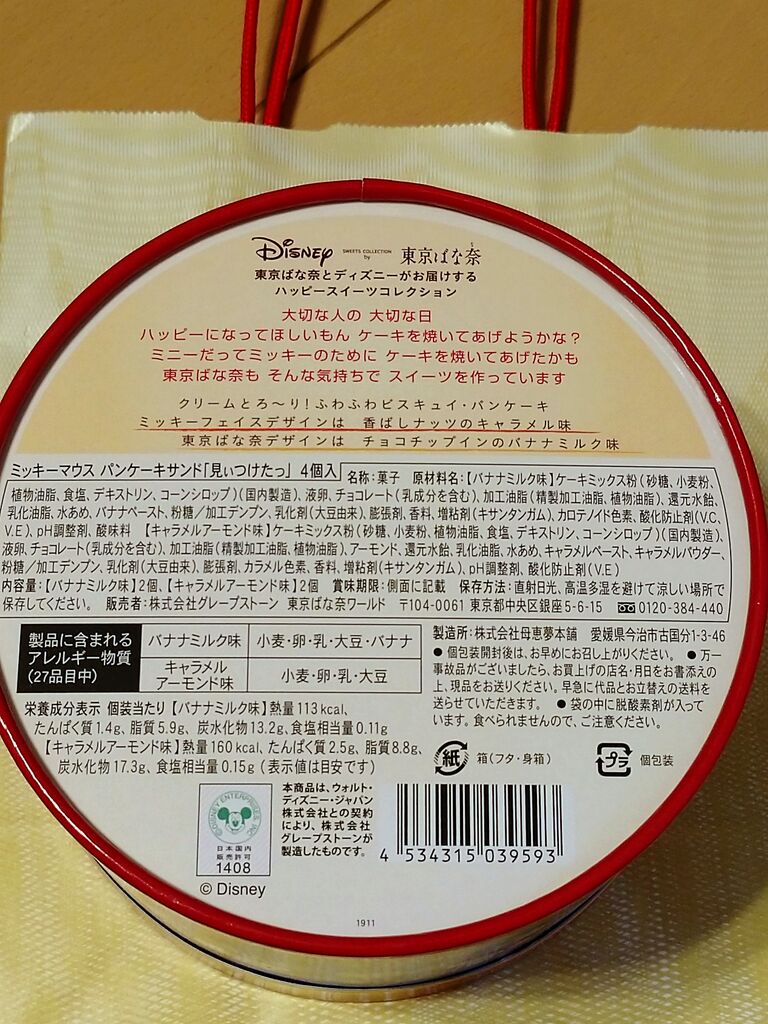 Disney SWEETS COLLECTION by 東京ばな奈
東京ばな奈とディズニーがお届けする
ハッピースイーツコレクション
大切な人の 大切な日
ハッピーになってほしいもん ケーキを焼いてあげようかな?
ミニーだってミッキーのために ケーキを焼いてあげたかも
東京ばな奈も そんな気持ちで スイーツを作っています
クリームとろ〜り!ふわふわビスキュイ・パンケーキ
ミッキーフェイスデザインは 香ばしナッツのキャラメル味
東京ばな奈デザインは チョコチップインのバナナミルク味
ミッキーマウス パンケーキサンド「見ぃつけたっ」 4個入
名称:菓子 原材料名:【バナナミルク味】ケーキミックス粉(砂糖、小麦粉、
植物油脂、食塩、デキストリン、コーンシロップ)(国内製造)、液卵、チョコレート(乳成分を含む)、加工油脂(精製加工油脂、植物油脂)、還元水飴、
乳化油脂、水あめ、バナナペースト、粉糖/加工デンプン、乳化剤(大豆由来)、膨張剤、香料、増粘剤(キサンタンガム)、カロテノイド色素、酸化防止剤(V.C、
V.E)、pH調整剤、酸味料 【キャラメルアーモンド味】ケーキミックス粉(砂糖、小麦粉、植物油脂、食塩、デキストリン、コーンシロップ)(国内製造)、
液卵、チョコレート(乳成分を含む)、加工油脂(精製加工油脂、植物油脂)、アーモンド、還元水飴、乳化油脂、水あめ、キャラメルペースト、キャラメルパウダー、
粉糖/加工デンプン、乳化剤(大豆由来)、膨張剤、カラメル色素、香料、増粘剤(キサンタンガム)、pH調整剤、酸化防止剤(V.E)
内容量:【バナナミルク味】2個、【キャラメルアーモンド味】2個 賞味期限:側面に記載 保存方法:直射日光、高温多湿を避けて涼しい場所で
保存してください。 販売者:株式会社グレープストーン 東京ばな奈ワールド 〒104-0061 東京都中央区銀座5-6-15 0120-384-440
製品に含まれる
アレルギー物質
(27品目中)
バナナミルク味 小麦・卵・乳・大豆・バナナ
キャラメル
アーモンド味 小麦・卵・乳・大豆
栄養成分表示 個装当たり【バナナミルク味】熱量113kcal、
たんぱく質1.4g、脂質5.9g、炭水化物13.2g、食塩相当量0.11g
【キャラメルアーモンド味】熱量160kcal、たんぱく質2.5g、脂質8.8g、
炭水化物17.3g、食塩相当量0.15g(表示値は目安です)
製造所:株式会社母恵夢本舗 愛媛県今治市古国分1-3-46
● 個包装開封後は、お早めにお召し上がりください。 ● 万一
事故品がございましたら、お買上げの店名・月日をお書添えの
上、現品をお送りください。早急に代品とお立替えの送料を
送らせていただきます。 ● 袋の中に脱酸素剤が入って
います。食べられませんので、ご注意ください。
紙 箱(フタ・身箱)
プラ 個包装
DISNEY ENTERPRISES, INC.
日本国内
販売許可
1408
© Disney
本商品は、ウォルト・
ディズニー・ジャパン
株式会社との契約
により、株式会社
グレープストーンが
製造したものです。
4 534315 039593
1911